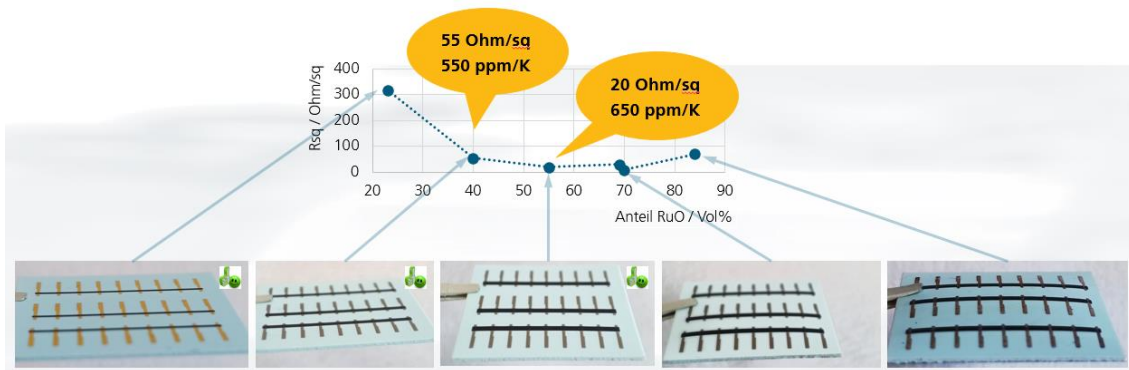 55 Ohm/sq
550 ppm/K
20 Ohm/sq
650 ppm/K
Rsq / Ohm/sq
400
300
200
100
0
20 30 40 50 60 70 80 90
Anteil RuO / Vol%